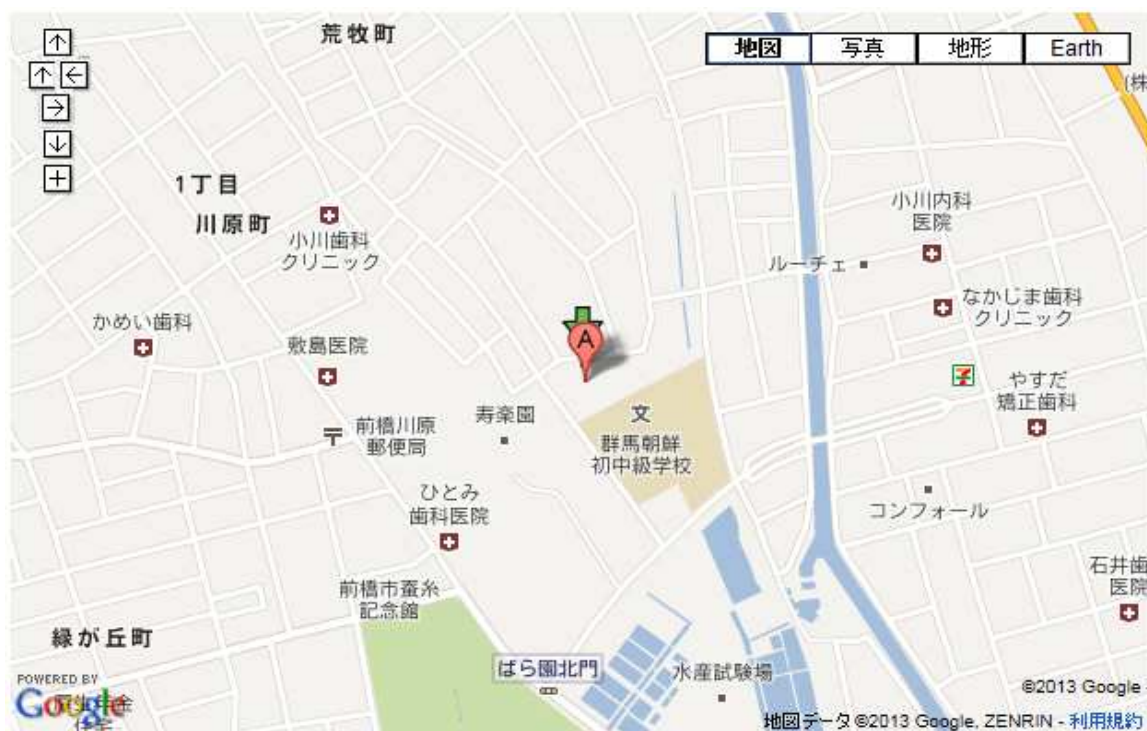 荒牧町
地図
写真
地形
Earth
(株
1丁目
川原町
小川歯科
クリニック
小川内科
医院
ルーチェ
なかじま歯科
クリニック
かめい歯科
敷島医院
A
7
やすだ
矯正歯科
寿楽園
文
群馬朝鮮
初中級学校
前橋川原
郵便局
ひとみ
歯科医院
コンフォール
前橋市蚕糸
記念館
石井歯
医院
緑が丘町
ばら園北門
水産試験場
POWERED BY
Google
©2013 Google
地図データ ©2013 Google, ZENRIN - 利用規約